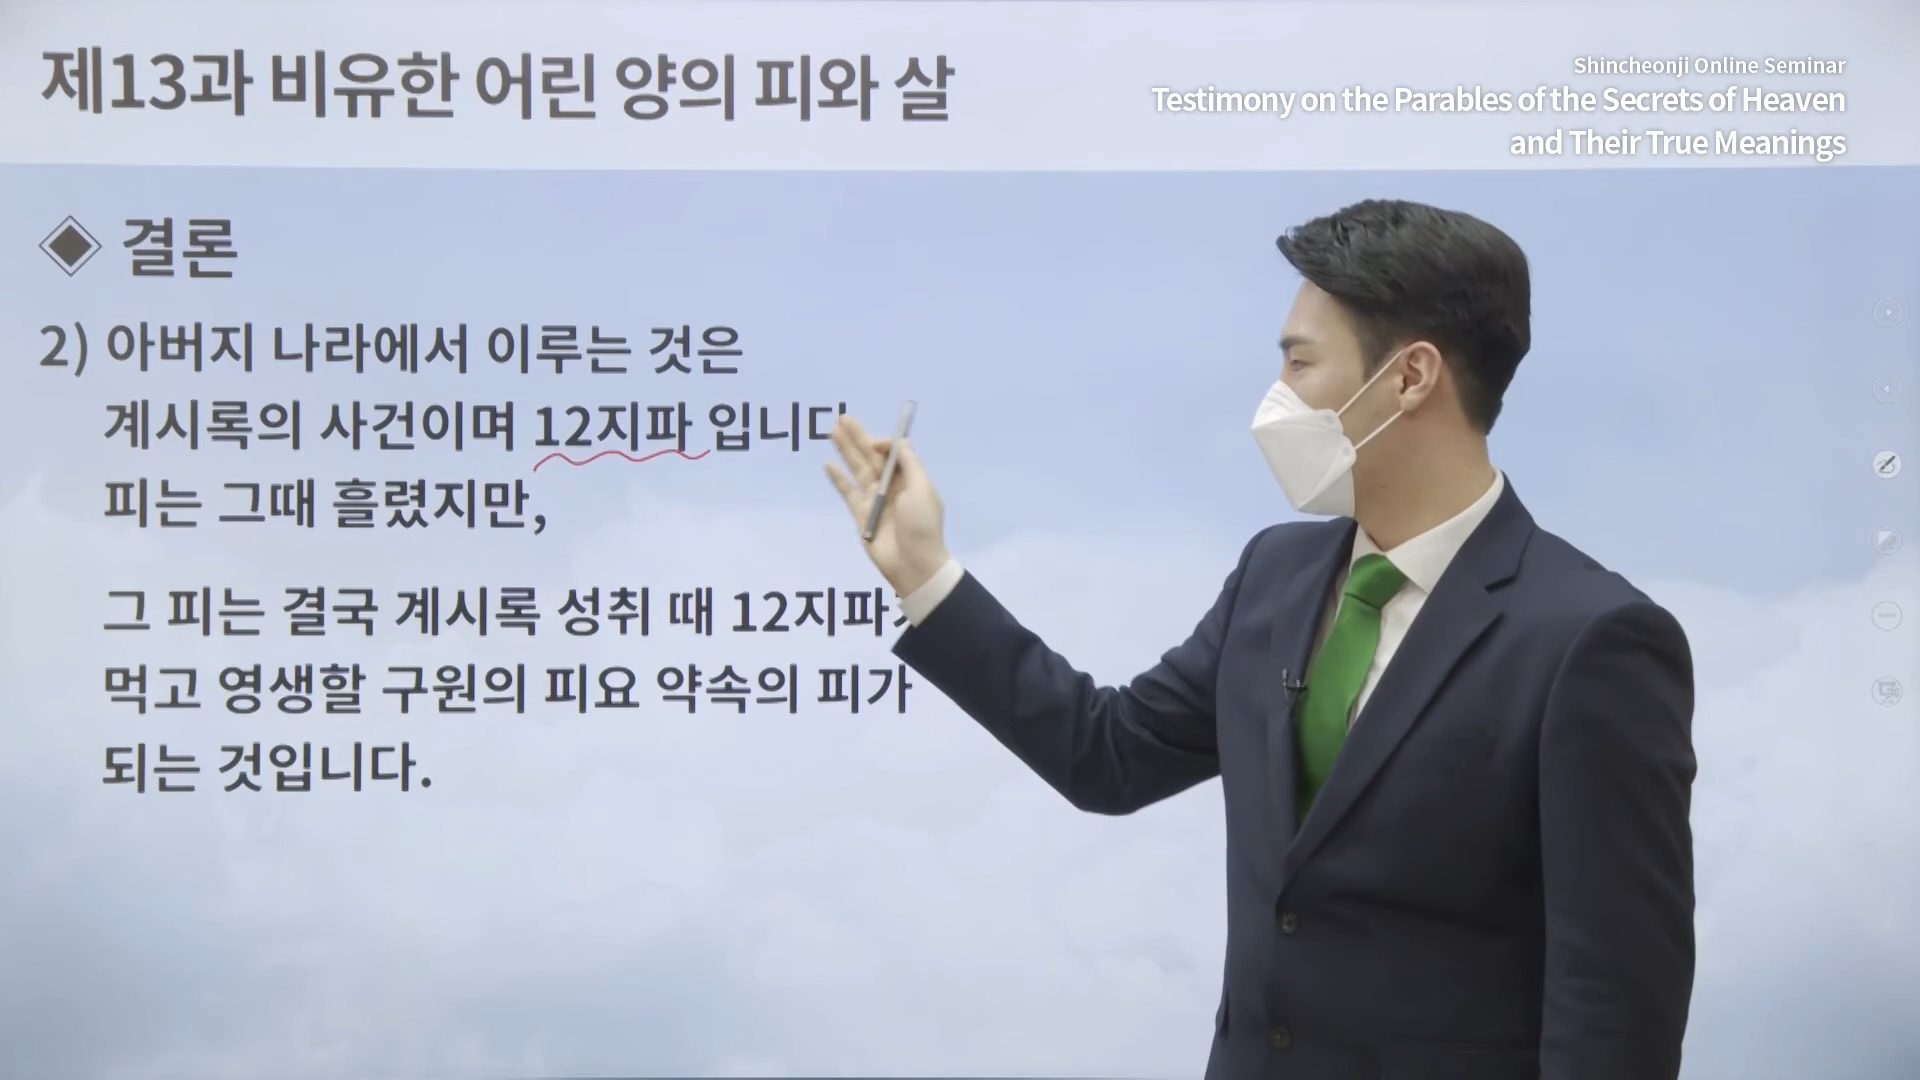 제13과 비유한 어린 양의 피와 살
Shincheonji Online Seminar
Testimony on the Parables of the Secrets of Heaven
and Their True Meanings
결론
2) 아버지 나라에서 이루는 것은
계시록의 사건이며 12지파 입니다
피는 그때 흘렸지만,
그 피는 결국 계시록 성취 때 12지파
먹고 영생할 구원의 피요 약속의 피가
되는 것입니다.